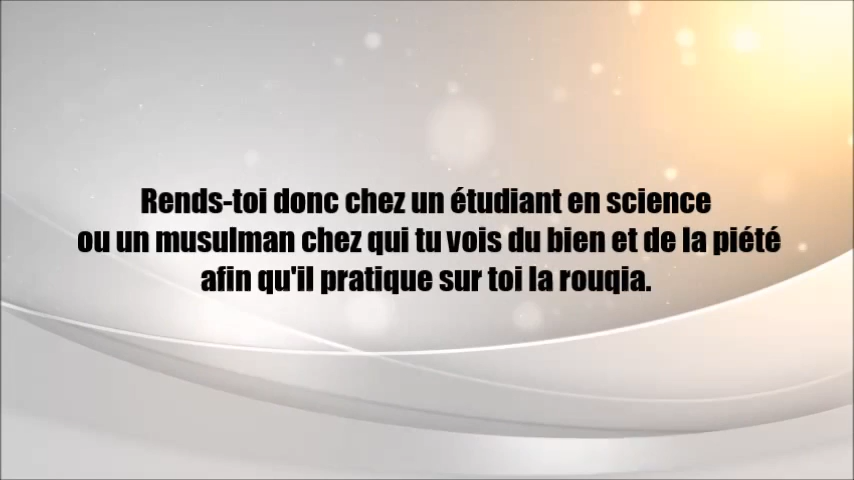 Rends-toi donc chez un étudiant en science
ou un musulman chez qui tu vois du bien et de la piété
afin qu'il pratique sur toi la rouqia.